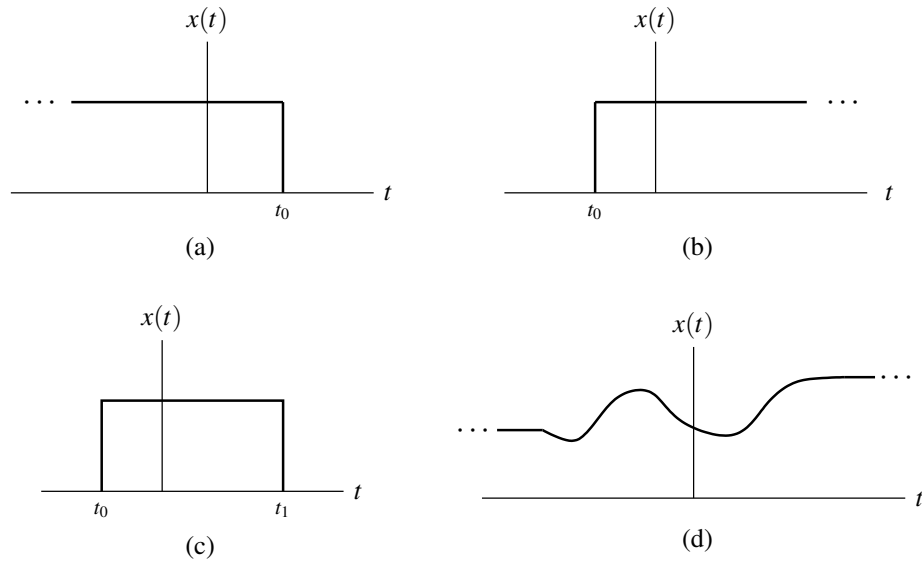 x(t)
. . .
t
t₀
(a)
x(t)
. . .
t
t₀
(b)
x(t)
t
t₀
t₁
(c)
x(t)
. . .
. . .
t
(d)